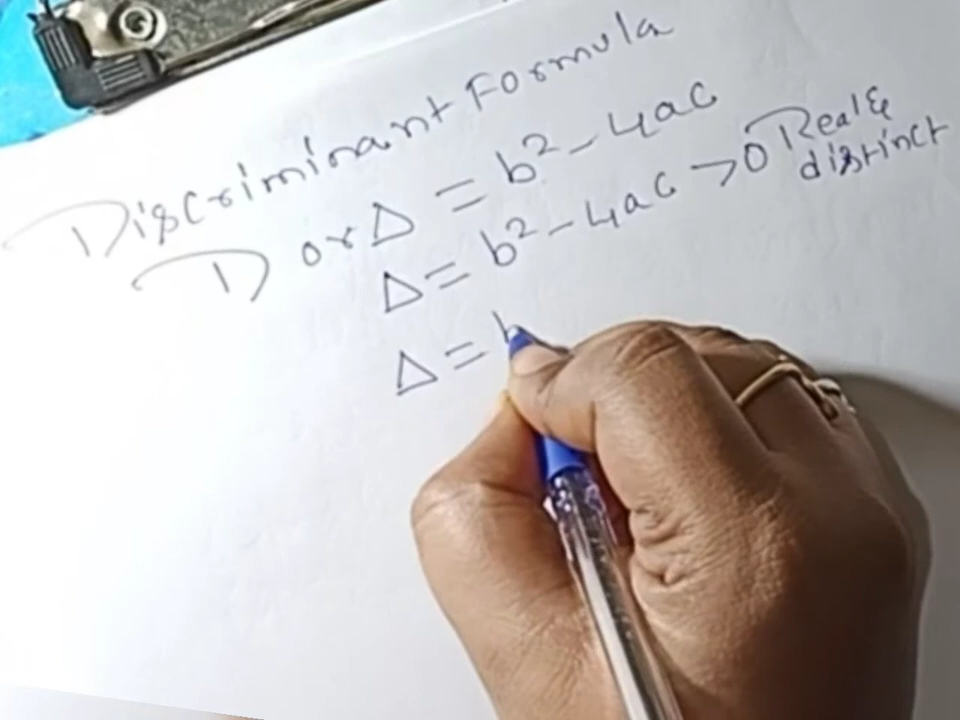 Discriminant Formula
D or Δ = b² - 4ac
Δ = b² - 4ac > 0 Real & distinct
Δ = b